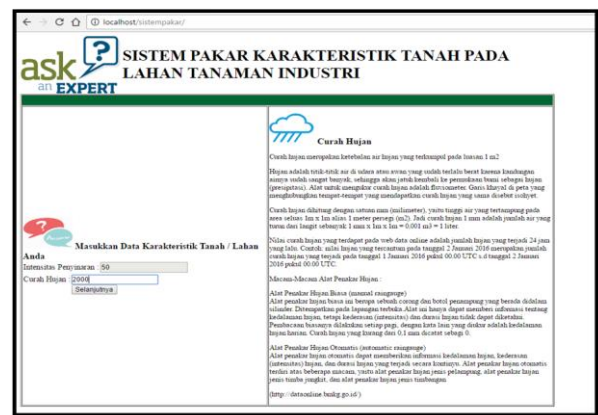 localhost/sistempakar/
ask
an EXPERT
?
SISTEM PAKAR KARAKTERISTIK TANAH PADA
LAHAN TANAMAN INDUSTRI
?
Masukkan Data Karakteristik Tanah / Lahan
Anda
Intensitas Penyinaran : 50
Curah Hujan : 2000
Selanjutnya
Curah Hujan
Curah hujan merupakan ketebalan air hujan yang terkumpul pada luasan 1 m2
Hujan adalah titik-titik air di udara atau awan yang sudah terlalu berat karena kandungan
airnya sudah sangat banyak, sehingga akan jatuh kembali ke permukaan bumi sebagai hujan
(presipitasi). Alat untuk mengukur curah hujan adalah fluviometer. Garis khayal di peta yang
menghubungkan tempat-tempat yang mendapatkan curah hujan yang sama disebut isohyet.
Curah hujan dihitung dengan satuan mm (milimeter), yaitu tinggi air yang tertampung pada
area seluas 1m x 1m alias 1 meter persegi (m2). Jadi curah hujan 1 mm adalah jumlah air yang
turun dari langit sebanyak 1 mm x 1m x 1m = 0,001 m3 = 1 liter.
Nilai curah hujan yang terdapat pada web data online adalah jumlah hujan yang terjadi 24 jam
yang lalu. Contoh: nilai hujan yang tercantum pada tanggal 2 Januari 2016 merupakan jumlah
curah hujan yang terjadi pada tanggal 1 Januari 2016 pukul 00.00 UTC s.d tanggal 2 Januari
2016 pukul 00.00 UTC.
Macam-Macam Alat Penakar Hujan :
Alat Penakar Hujan Biasa (manual raingauge)
Alat penakar hujan biasa ini berupa sebuah corong dan botol penampung yang berada didalam
silinder. Ditempatkan pada lapangan terbuka. Alat ini hanya dapat memberi informasi tentang
kedalaman hujan, tetapi kederasan (intensitas) dan durasi hujan tidak dapat diketahui.
Pembacaan biasanya dilakukan setiap pagi, dengan kata lain yang diukur adalah kedalaman
hujan harian. Curah hujan yang kurang dari 0,1 mm dicatat sebagai 0.
Alat Penakar Hujan Otomatis (automatic raingauge)
Alat penakar hujan otomatis dapat memberikan informasi kedalaman hujan, kederasan
(intensitas) hujan, dan durasi hujan yang terjadi secara kontinyu. Alat penakar hujan otomatis
terdiri atas beberapa macam, yaitu alat penakar hujan jenis pelampung, alat penakar hujan
jenis timba jungkit, dan alat penakar hujan jenis timbangan.
(http://dataonline.bmkg.go.id/)